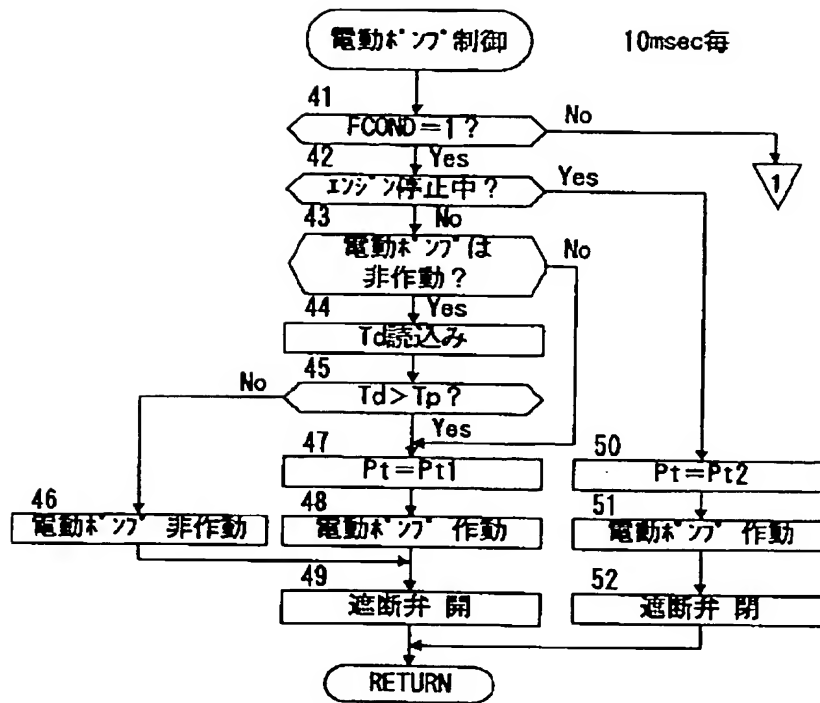 電動ポンプ制御
10msec毎
41
FCOND=1?
No
Yes
1
42
エンジン停止中?
Yes
No
43
電動ポンプは
非作動?
No
Yes
44
Td読込み
45
Td>Tp?
No
Yes
47
Pt=Pt1
50
Pt=Pt2
46
電動ポンプ 非作動
48
電動ポンプ 作動
51
電動ポンプ 作動
49
遮断弁 開
52
遮断弁 閉
RETURN